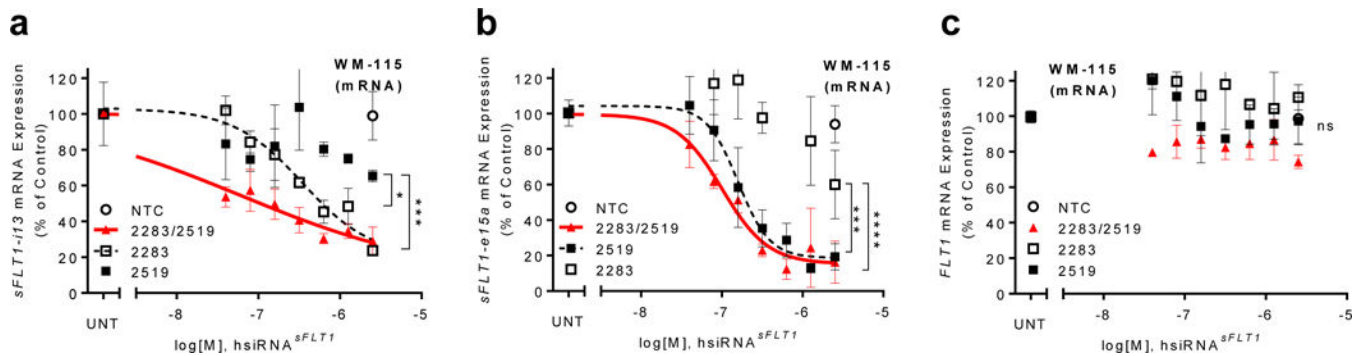 a
sFLT1-i13 mRNA Expression
(% of Control)
120
100
80
60
40
20
0
WM-115
(mRNA)
NTC
2283/2519
2283
2519
*
***
UNT
-8
-7
-6
-5
log[M], hsiRNA sFLT1
b
sFLT1-e15a mRNA Expression
(% of Control)
120
100
80
60
40
20
0
WM-115
(mRNA)
NTC
2283/2519
2519
2283
***
****
UNT
-8
-7
-6
-5
log[M], hsiRNA sFLT1
c
FLT1 mRNA Expression
(% of Control)
120
100
80
60
40
20
0
WM-115
(mRNA)
ns
NTC
2283/2519
2283
2519
UNT
-8
-7
-6
-5
log[M], hsiRNA sFLT1